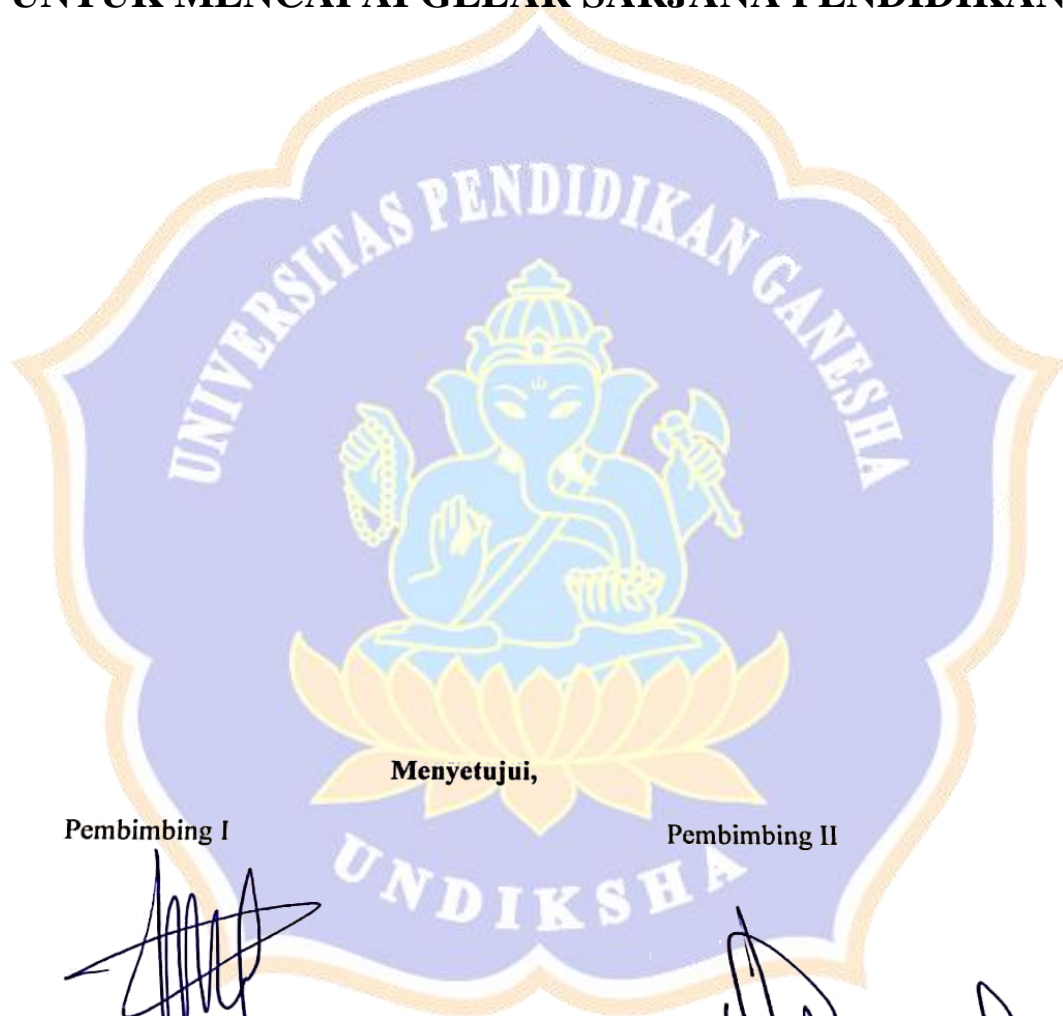 UNTUK MENCAPAI GELAR SARJANA PENDIDIKAN
UNIVERSITAS PENDIDIKAN GANESHA
Menyetujui,
Pembimbing I
Pembimbing II
UNDIKSHA